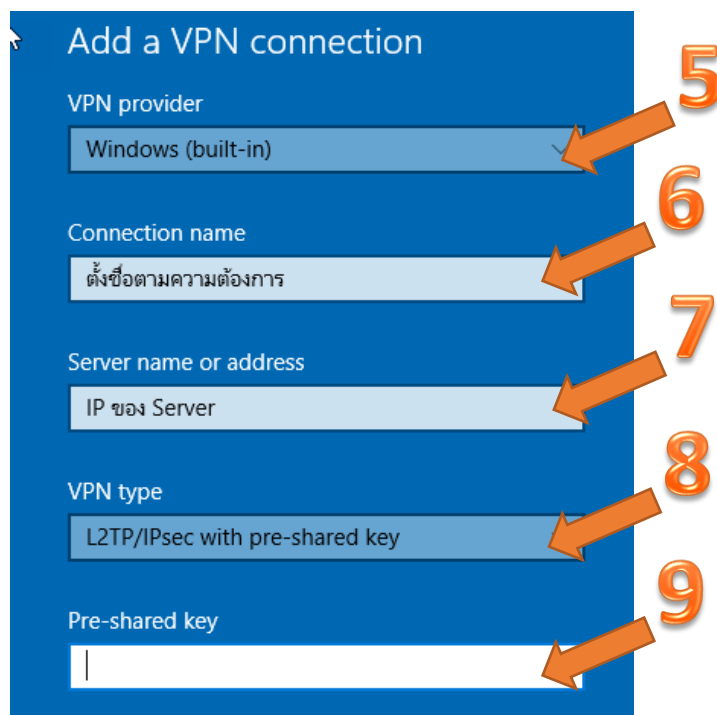 Add a VPN connection
VPN provider
5
Windows (built-in)
6
Connection name
ตั้งชื่อตามความต้องการ
7
Server name or address
IP ของ Server
8
VPN type
L2TP/IPsec with pre-shared key
9
Pre-shared key